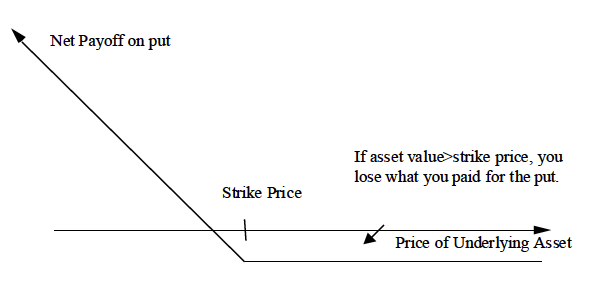 Net Payoff on put
If asset value>strike price, you
lose what you paid for the put.
Strike Price
Price of Underlying Asset